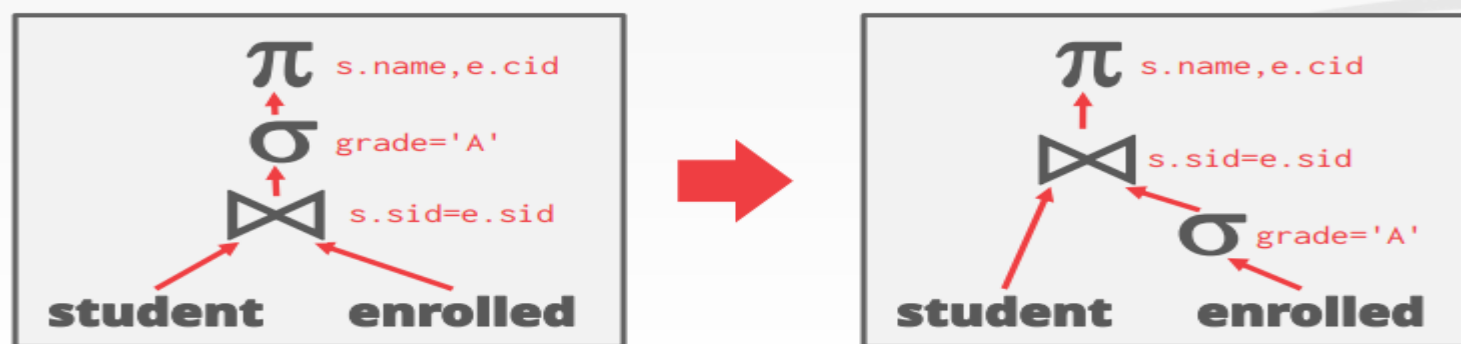 π s.name,e.cid
σ grade='A'
⋈ s.sid=e.sid
student enrolled
π s.name,e.cid
⋈ s.sid=e.sid
σ grade='A'
student enrolled